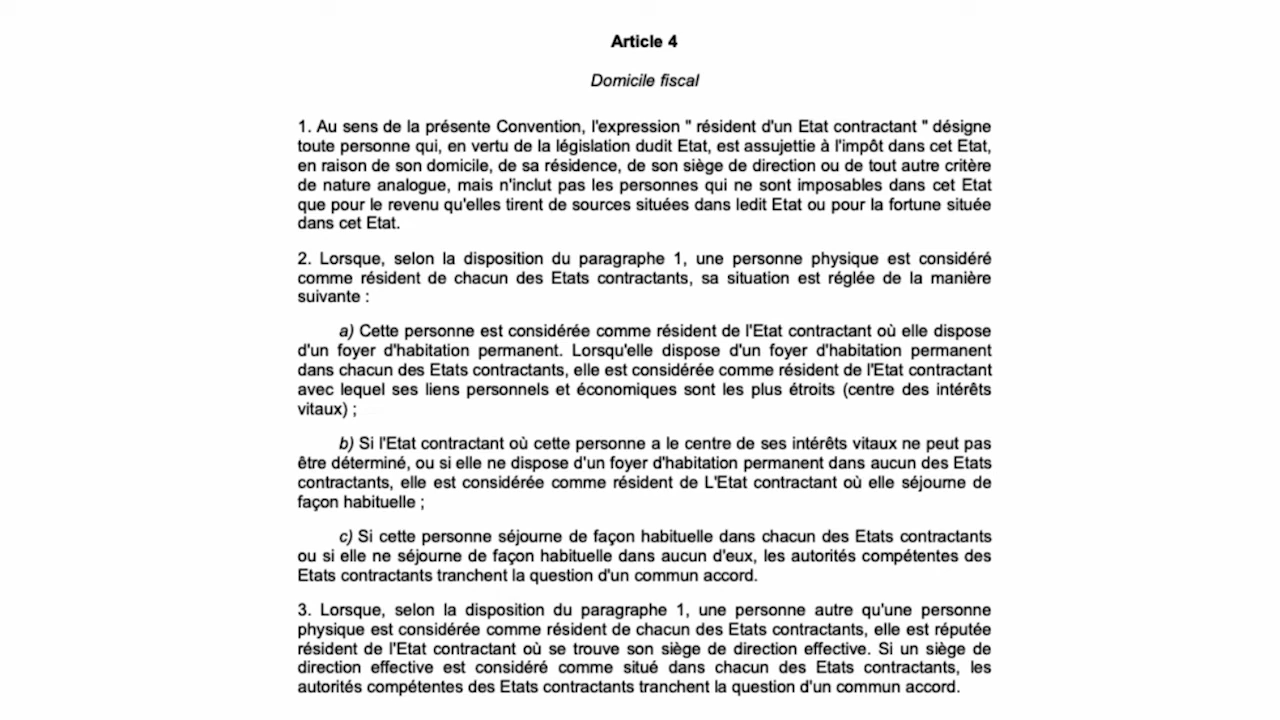 Article 4
Domicile fiscal
1. Au sens de la présente Convention, l'expression " résident d'un Etat contractant " désigne
toute personne qui, en vertu de la législation dudit Etat, est assujettie à l'impôt dans cet Etat,
en raison de son domicile, de sa résidence, de son siège de direction ou de tout autre critère
de nature analogue, mais n'inclut pas les personnes qui ne sont imposables dans cet Etat
que pour le revenu qu'elles tirent de sources situées dans ledit Etat ou pour la fortune située
dans cet Etat.
2. Lorsque, selon la disposition du paragraphe 1, une personne physique est considéré
comme résident de chacun des Etats contractants, sa situation est réglée de la manière
suivante :
a) Cette personne est considérée comme résident de l'Etat contractant où elle dispose
d'un foyer d'habitation permanent. Lorsqu'elle dispose d'un foyer d'habitation permanent
dans chacun des Etats contractants, elle est considérée comme résident de l'Etat contractant
avec lequel ses liens personnels et économiques sont les plus étroits (centre des intérêts
vitaux) ;
b) Si l'Etat contractant où cette personne a le centre de ses intérêts vitaux ne peut pas
être déterminé, ou si elle ne dispose d'un foyer d'habitation permanent dans aucun des Etats
contractants, elle est considérée comme résident de L'Etat contractant où elle séjourne de
façon habituelle ;
c) Si cette personne séjourne de façon habituelle dans chacun des Etats contractants
ou si elle ne séjourne de façon habituelle dans aucun d'eux, les autorités compétentes des
Etats contractants tranchent la question d'un commun accord.
3. Lorsque, selon la disposition du paragraphe 1, une personne autre qu'une personne
physique est considérée comme résident de chacun des Etats contractants, elle est réputée
résident de l'Etat contractant où se trouve son siège de direction effective. Si un siège de
direction effective est considéré comme situé dans chacun des Etats contractants, les
autorités compétentes des Etats contractants tranchent la question d'un commun accord.